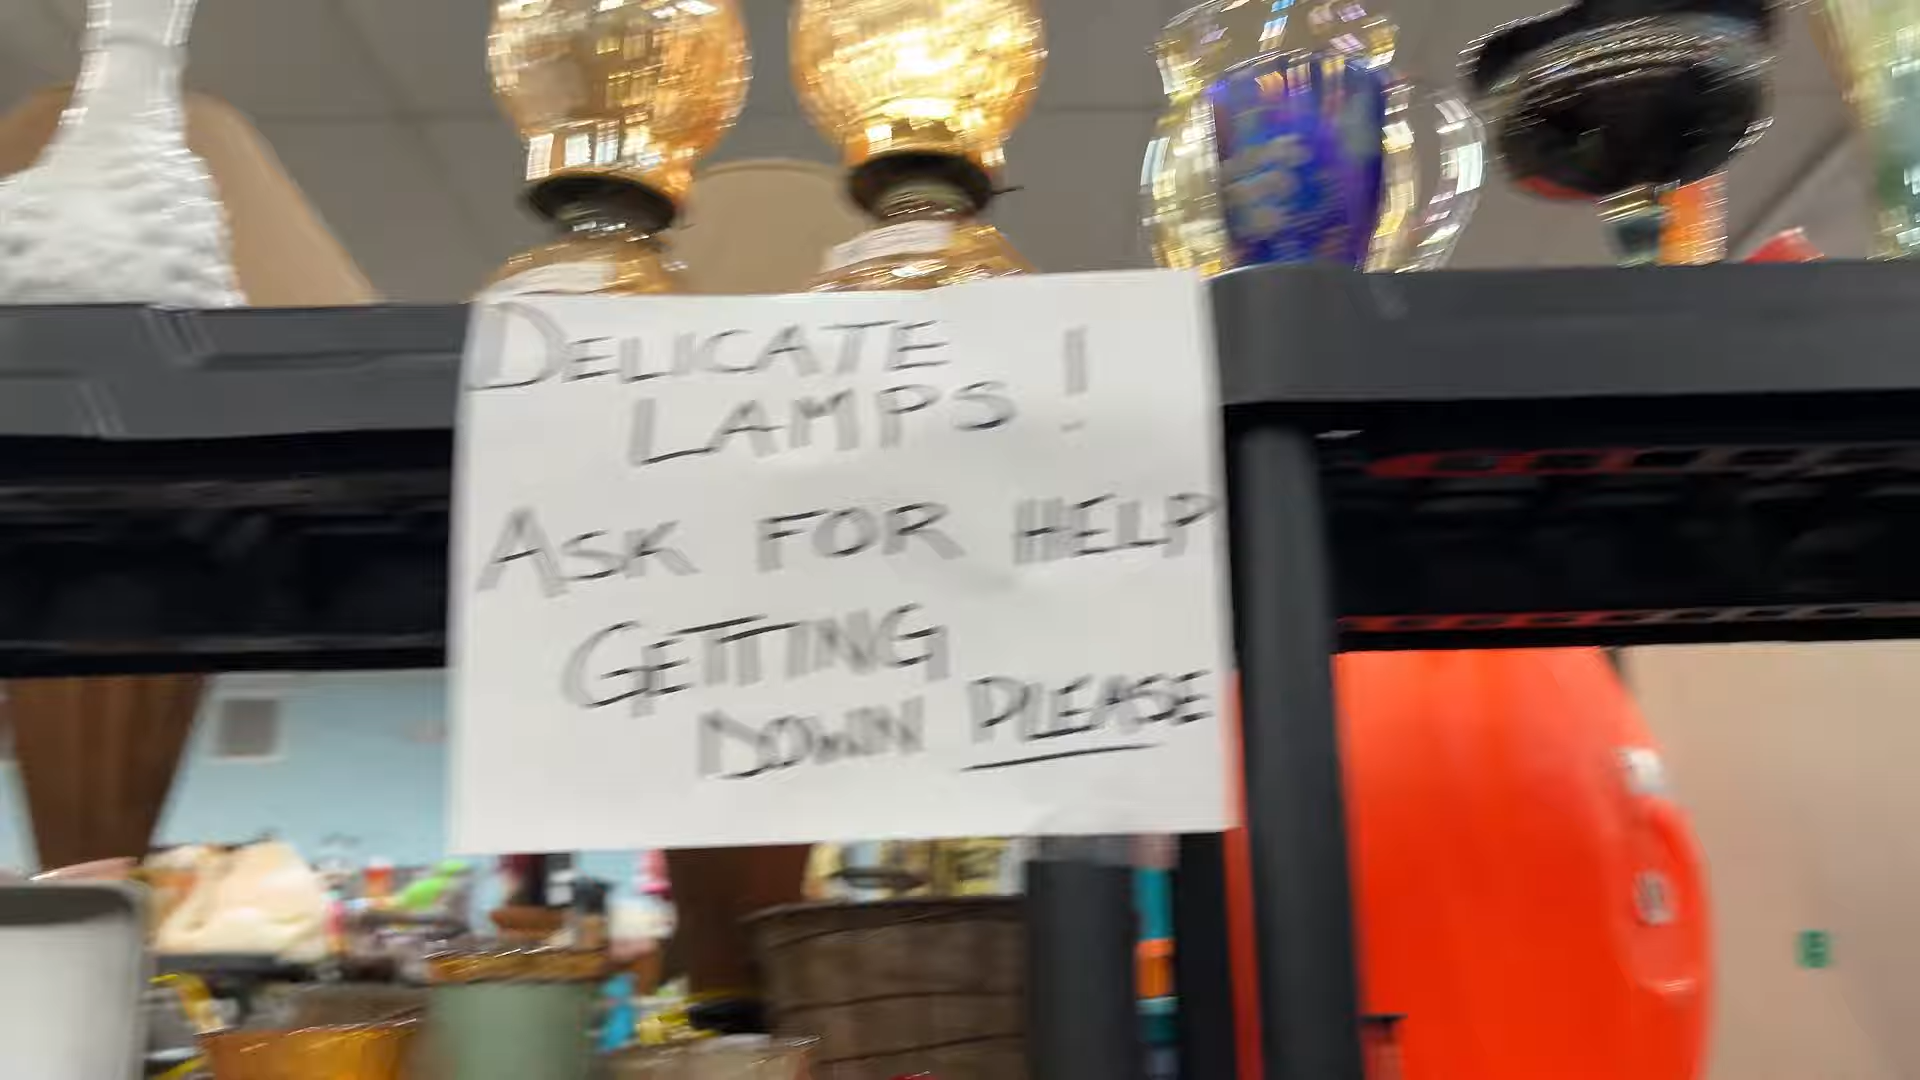 DELICATE
LAMPS!
ASK FOR HELP
GETTING
DOWN PLEASE